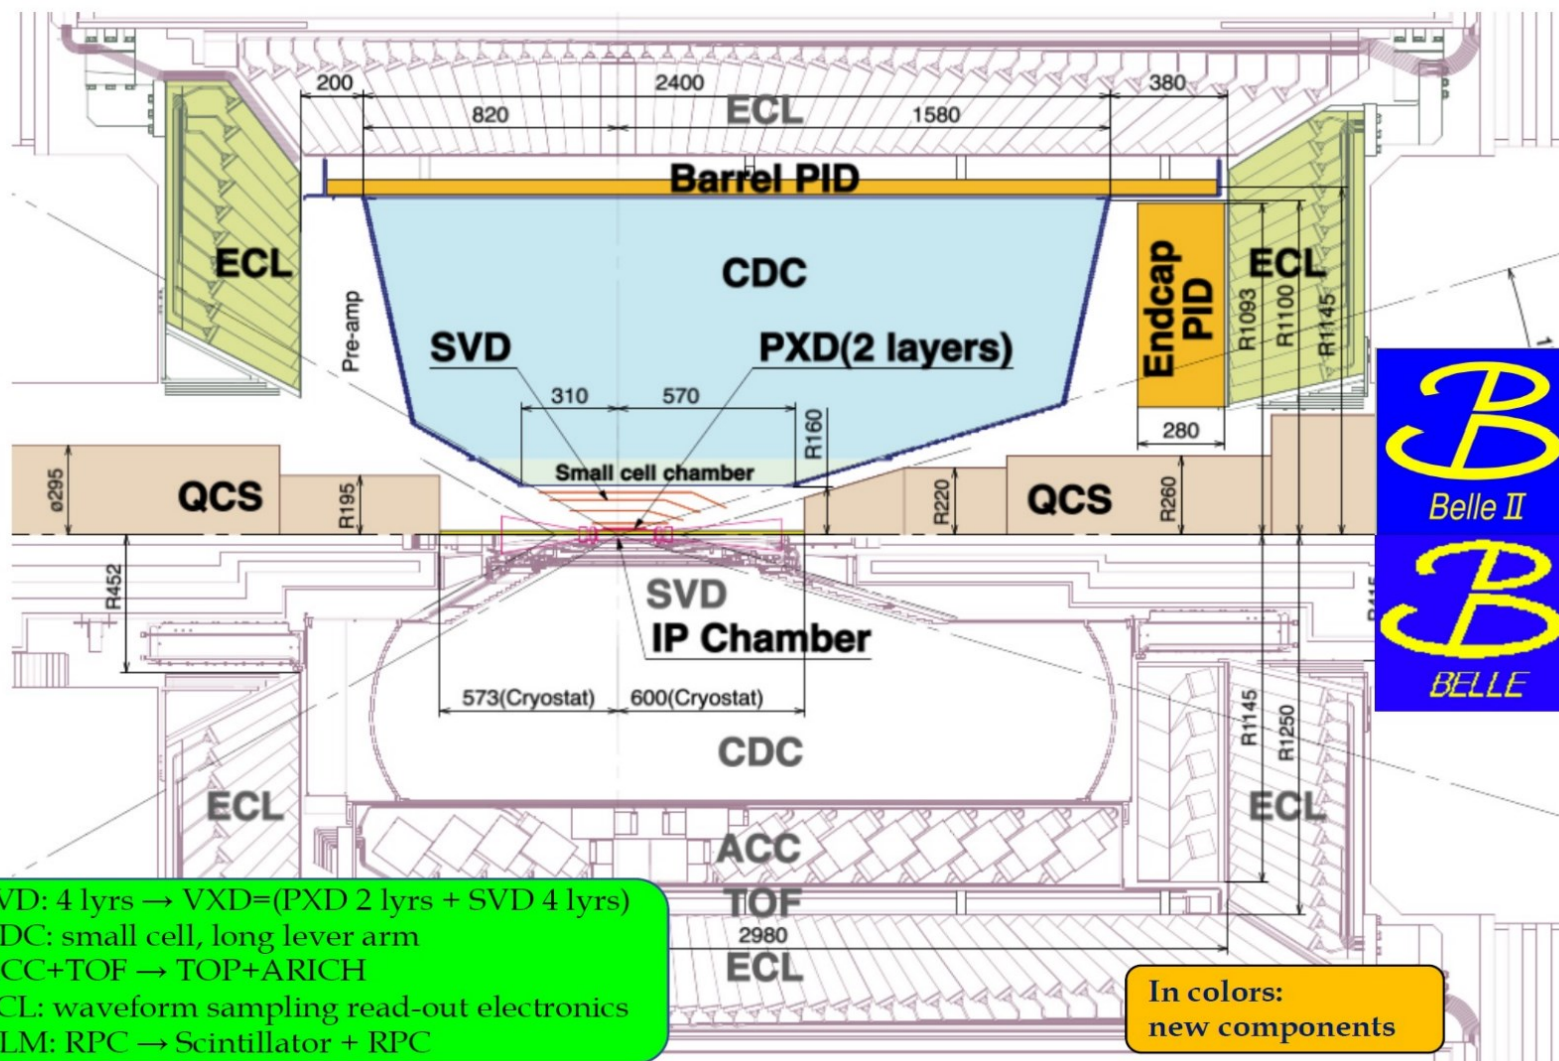 200
2400
380
ECL
820
1580
Barrel PID
ECL
CDC
ECL
Endcap
PID
R1093
R1100
R1145
Pre-amp
SVD
PXD(2 layers)
310
570
R160
280
Small cell chamber
ø295
QCS
R195
R220
QCS
R260
Belle II
R452
SVD
IP Chamber
BELLE
573(Cryostat)
600(Cryostat)
R1145
R1250
CDC
ECL
ECL
ACC
TOF
2980
ECL
VD: 4 lyrs → VXD=(PXD 2 lyrs + SVD 4 lyrs)
DC: small cell, long lever arm
CC+TOF → TOP+ARICH
CL: waveform sampling read-out electronics
LM: RPC → Scintillator + RPC
In colors:
new components